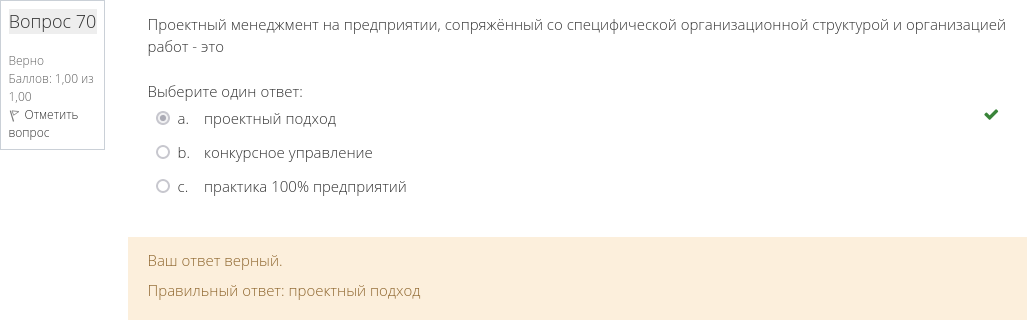 Вопрос 70
Верно
Баллов: 1,00 из
1,00
Отметить
вопрос
Проектный менеджмент на предприятии, сопряжённый со специфической организационной структурой и организацией
работ - это
Выберите один ответ:
a. проектный подход
b. конкурсное управление
c. практика 100% предприятий
Ваш ответ верный.
Правильный ответ: проектный подход